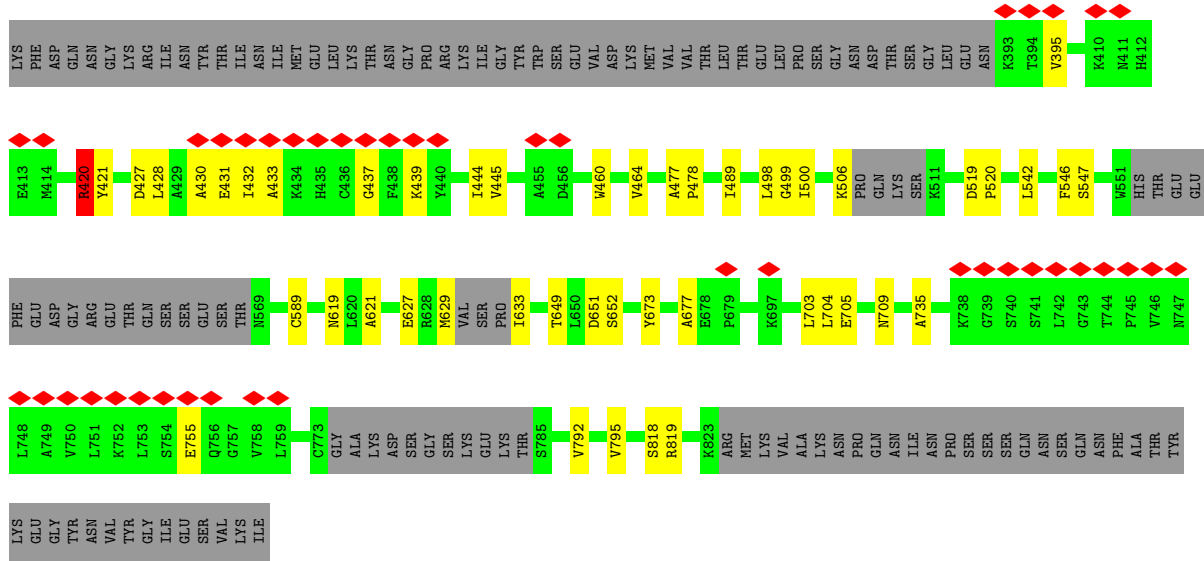 LYS PHE ASP GLN ASN GLY LYS ARG ILE ASN TYR THR ILE ASN ILE MET GLU LEU LYS THR ASN GLY PRO ARG LYS ILE GLY TYR TRP SER GLU VAL ASP LYS MET VAL VAL THR LEU THR GLU LEU PRO SER GLY ASN ASP THR SER GLY LEU GLU ASN K393 T394 V395 K410 N411 H412
E413 M414 R420 Y421 D427 L428 A429 A430 E431 I432 A433 K434 H435 C436 G437 F438 K439 Y440 I444 V445 A455 D456 W460 V464 A477 P478 I489 L498 G499 I500 K506 PRO GLN LYS SER K511 D519 P520 L542 F546 S547 W551 HIS THR GLU GLU
PHE GLU ASP GLY ARG GLU THR GLN SER SER GLU SER THR N569 C589 N619 L620 A621 E627 R628 M629 VAL SER PRO I633 T649 L650 D651 S652 Y673 A677 E678 P679 K697 L703 L704 E705 N709 A735 K738 G739 S740 S741 L742 G743 T744 P745 V746 N747
L748 A749 V750 L751 K752 L753 S754 E755 Q756 G757 V758 L759 C773 GLY ALA LYS ASP SER GLY SER LYS GLU LYS THR S785 V792 V795 S818 R819 K823 ARG MET LYS VAL ALA LYS ASN PRO GLN ASN ILE ASN PRO SER SER SER GLN ASN SER GLN ASN PHE ALA THR TYR
LYS GLU GLY TYR ASN VAL TYR GLY ILE GLU SER VAL LYS ILE